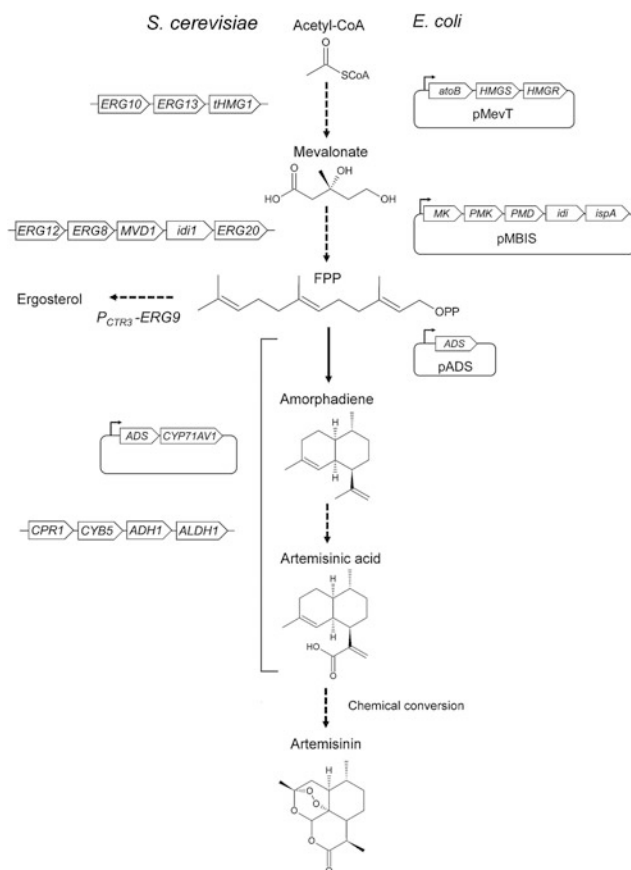 S. cerevisiae
Acetyl-CoA
E. coli
O
SCoA
ERG10 ERG13 tHMG1
atoB HMGS HMGR
pMevT
Mevalonate
O
OH
HO
OH
ERG12 ERG8 MVD1 idi1 ERG20
MK PMK PMD idi ispA
pMBIS
FPP
Ergosterol
OPP
PCTR3-ERG9
ADS
pADS
Amorphadiene
H
H
ADS CYP71AV1
CPR1 CYB5 ADH1 ALDH1
Artemisinic acid
H
H
HO
O
Chemical conversion
Artemisinin
H
O
O
O
O
O